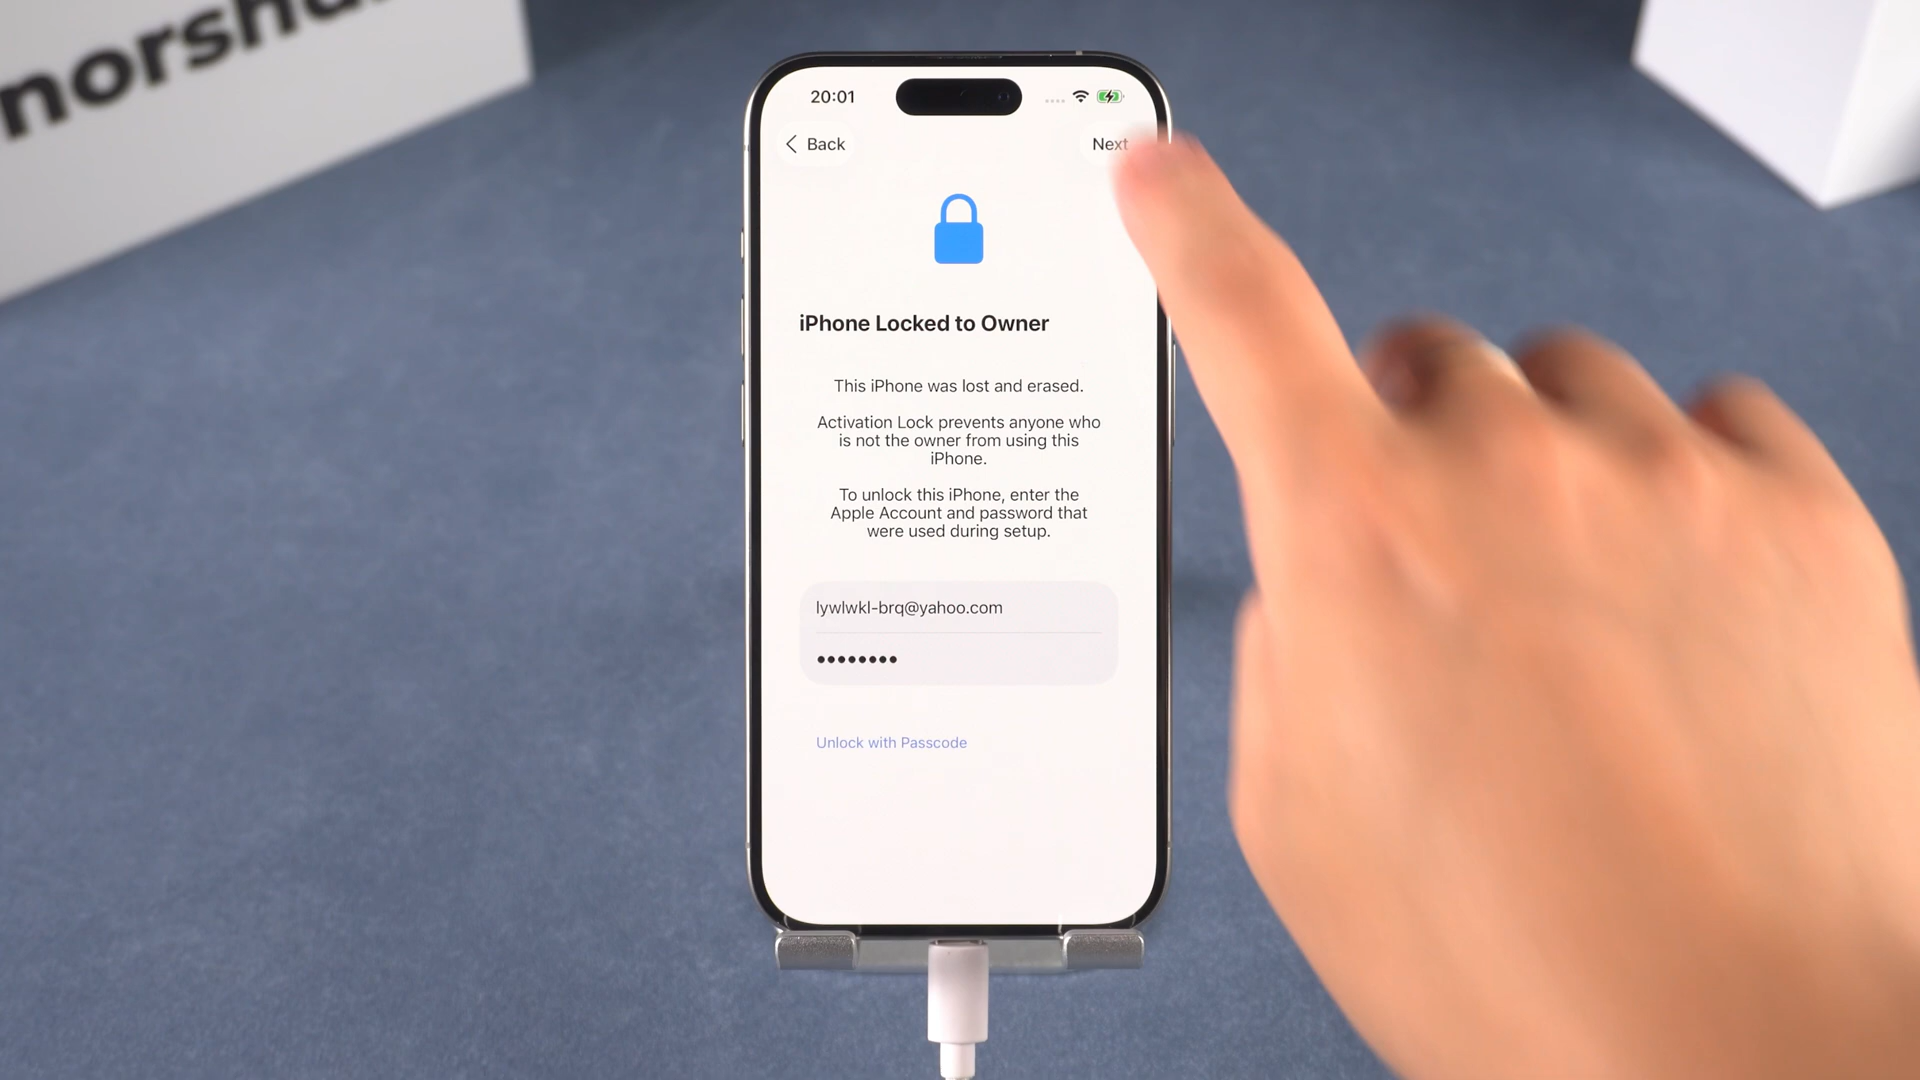 norsha
20:01
Back
Next
iPhone Locked to Owner
This iPhone was lost and erased.
Activation Lock prevents anyone who
is not the owner from using this
iPhone.
To unlock this iPhone, enter the
Apple Account and password that
were used during setup.
lywlwkl-brq@yahoo.com
••••••••
Unlock with Passcode